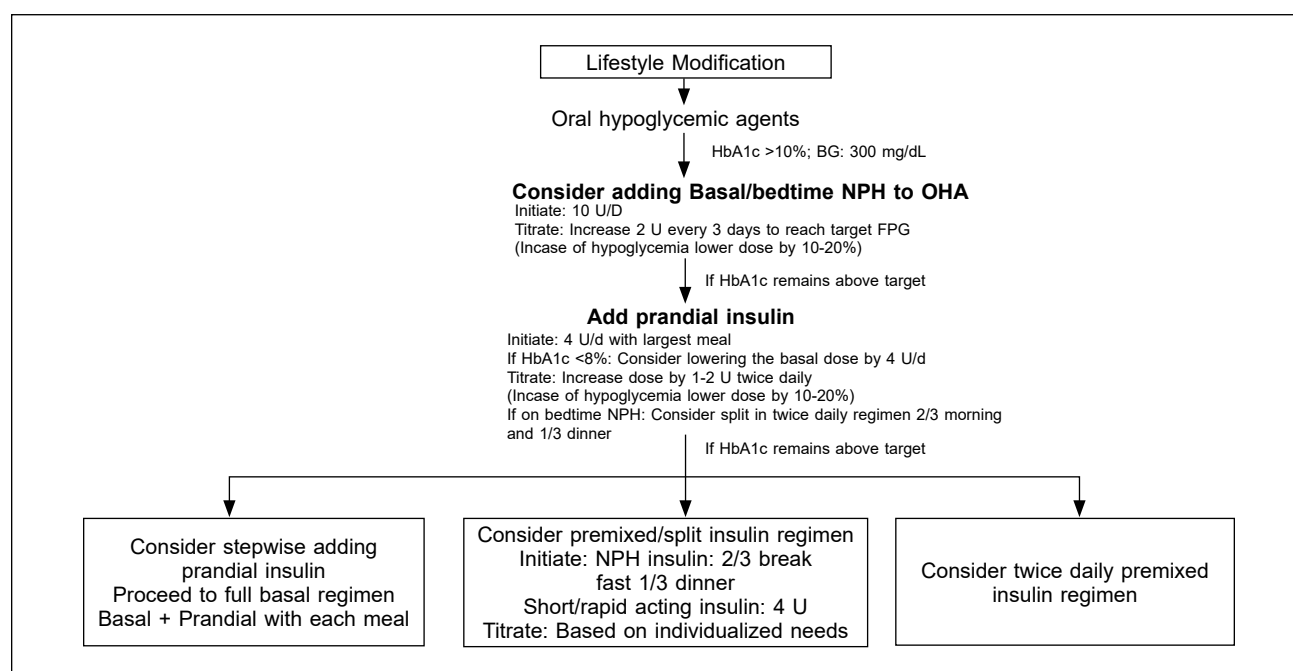 Lifestyle Modification
Oral hypoglycemic agents
HbA1c >10%; BG: 300 mg/dL
Consider adding Basal/bedtime NPH to OHA
Initiate: 10 U/D
Titrate: Increase 2 U every 3 days to reach target FPG
(Incase of hypoglycemia lower dose by 10-20%)
If HbA1c remains above target
Add prandial insulin
Initiate: 4 U/d with largest meal
If HbA1c <8%: Consider lowering the basal dose by 4 U/d
Titrate: Increase dose by 1-2 U twice daily
(Incase of hypoglycemia lower dose by 10-20%)
If on bedtime NPH: Consider split in twice daily regimen 2/3 morning
and 1/3 dinner
If HbA1c remains above target
Consider stepwise adding
prandial insulin
Proceed to full basal regimen
Basal + Prandial with each meal
Consider premixed/split insulin regimen
Initiate: NPH insulin: 2/3 break
fast 1/3 dinner
Short/rapid acting insulin: 4 U
Titrate: Based on individualized needs
Consider twice daily premixed
insulin regimen